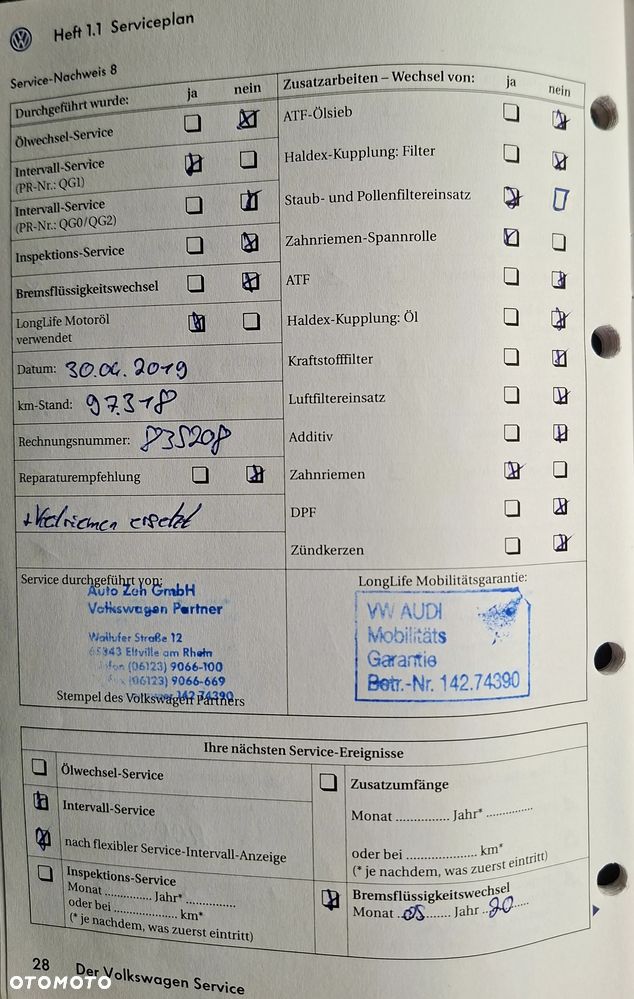 Heft 1.1 Serviceplan
Service-Nachweis 8
Durchgeführt wurde: ja nein
Ölwechsel-Service
Intervall-Service
(PR-Nr.: QG1)
Intervall-Service
(PR-Nr.: QG0/QG2)
Inspektions-Service
Bremsflüssigkeitswechsel
LongLife Motoröl
verwendet
Datum: 30.04.2019
km-Stand: 97.318
Rechnungsnummer: 835208
Reparaturempfehlung
+ Keilriemen ersetzt
Zusatzarbeiten – Wechsel von: ja nein
ATF-Ölsieb
Haldex-Kupplung: Filter
Staub- und Pollenfiltereinsatz
Zahnriemen-Spannrolle
ATF
Haldex-Kupplung: Öl
Kraftstofffilter
Luftfiltereinsatz
Additiv
Zahnriemen
DPF
Zündkerzen
Service durchgeführt von:
Auto Zeh GmbH
Volkswagen Partner
Wallufer Straße 12
65343 Eltville am Rhein
(06123) 9066-100
(06123) 9066-669
142 74390
Stempel des Volkswagen Partners
LongLife Mobilitätsgarantie:
VW AUDI
Mobilitäts
Garantie
Betr.-Nr. 142.74390
Ihre nächsten Service-Ereignisse
Ölwechsel-Service
Intervall-Service
nach flexibler Service-Intervall-Anzeige
Inspektions-Service
Monat .............. Jahr* ...............
oder bei ................... km*
(* je nachdem, was zuerst eintritt)
Zusatzumfänge
Monat ............... Jahr* ..............
oder bei .................... km*
(* je nachdem, was zuerst eintritt)
Bremsflüssigkeitswechsel
Monat 05 Jahr 20
28 Der Volkswagen Service
OTOMOTO